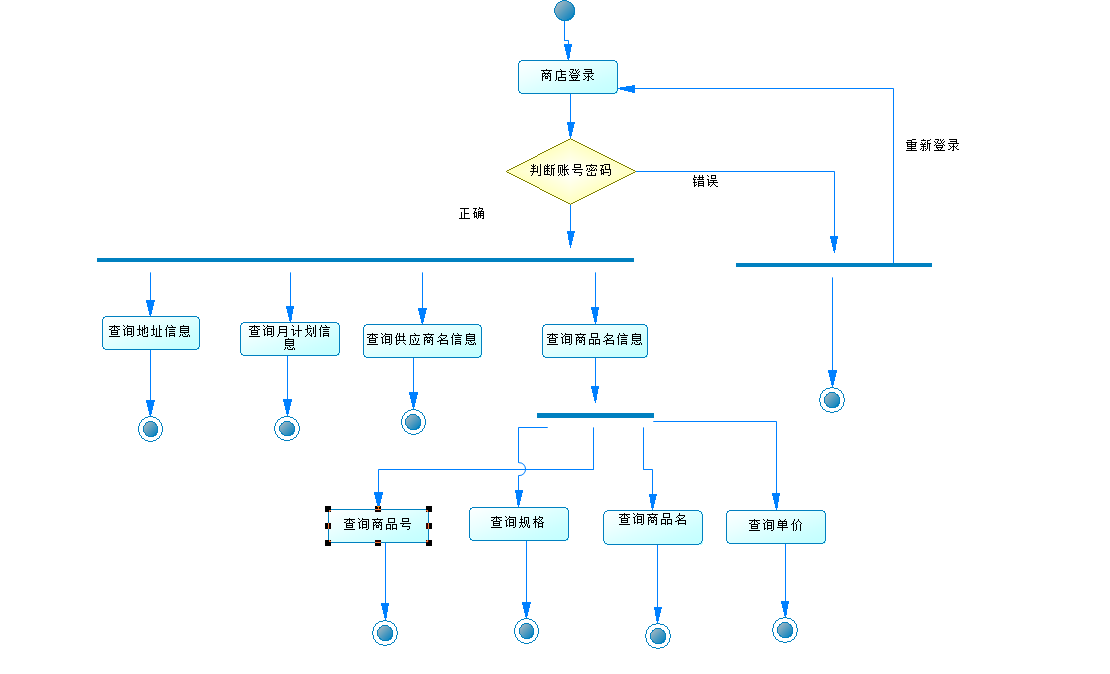 商店登录
重新登录
判断账号密码
错误
正确
查询地址信息
查询月计划信
息
查询供应商名信息
查询商品名信息
查询商品号
查询规格
查询商品名
查询单价